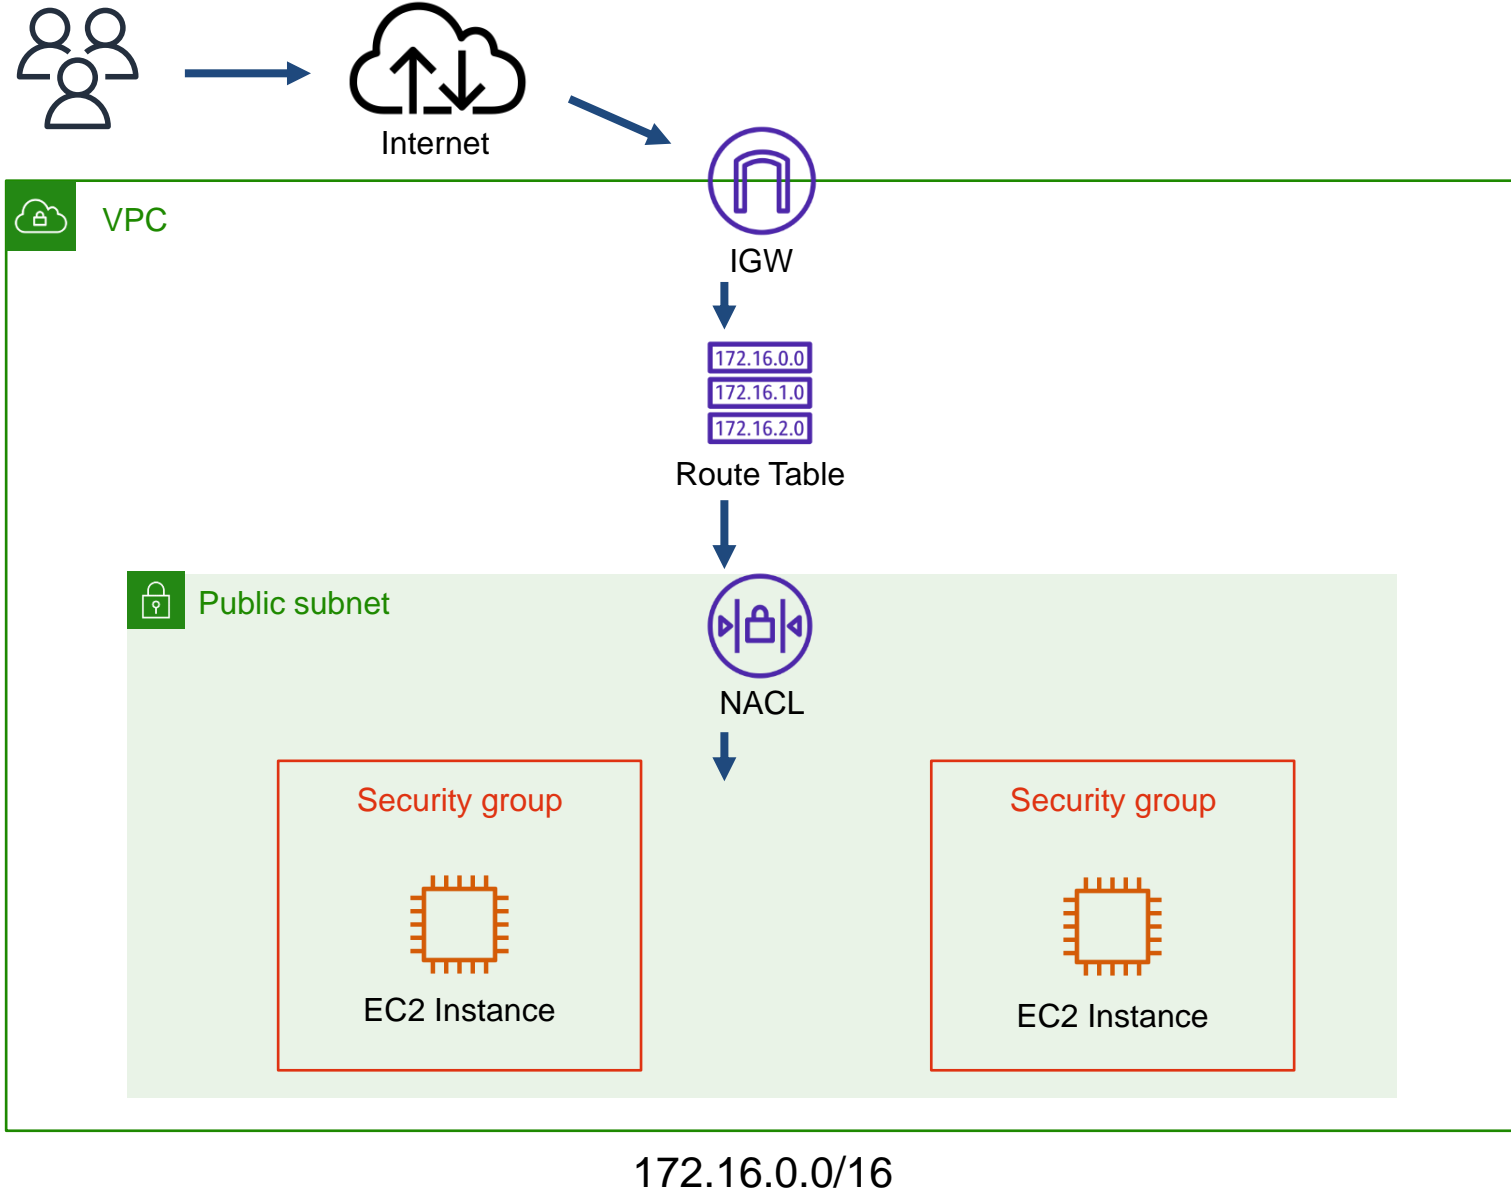 Internet
VPC
IGW
172.16.0.0
172.16.1.0
172.16.2.0
Route Table
Public subnet
NACL
Security group
EC2 Instance
Security group
EC2 Instance
172.16.0.0/16